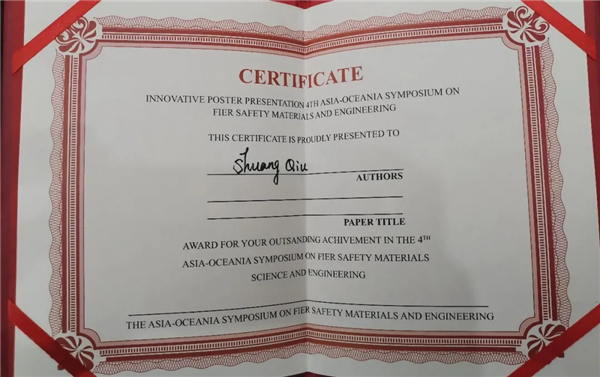 CERTIFICATE
INNOVATIVE POSTER PRESENTATION 4TH ASIA-OCEANIA SYMPOSIUM ON
FIER SAFETY MATERIALS AND ENGINEERING
THIS CERTIFICATE IS PROUDLY PRESENTED TO
Shuang Qiu
AUTHORS
PAPER TITLE
AWARD FOR YOUR OUTSANDING ACHIVEMENT IN THE 4TH
ASIA-OCEANIA SYMPOSIUM ON FIER SAFETY MATERIALS
SCIENCE AND ENGINEERING
THE ASIA-OCEANIA SYMPOSIUM ON FIER SAFETY MATERIALS AND ENGINEERING